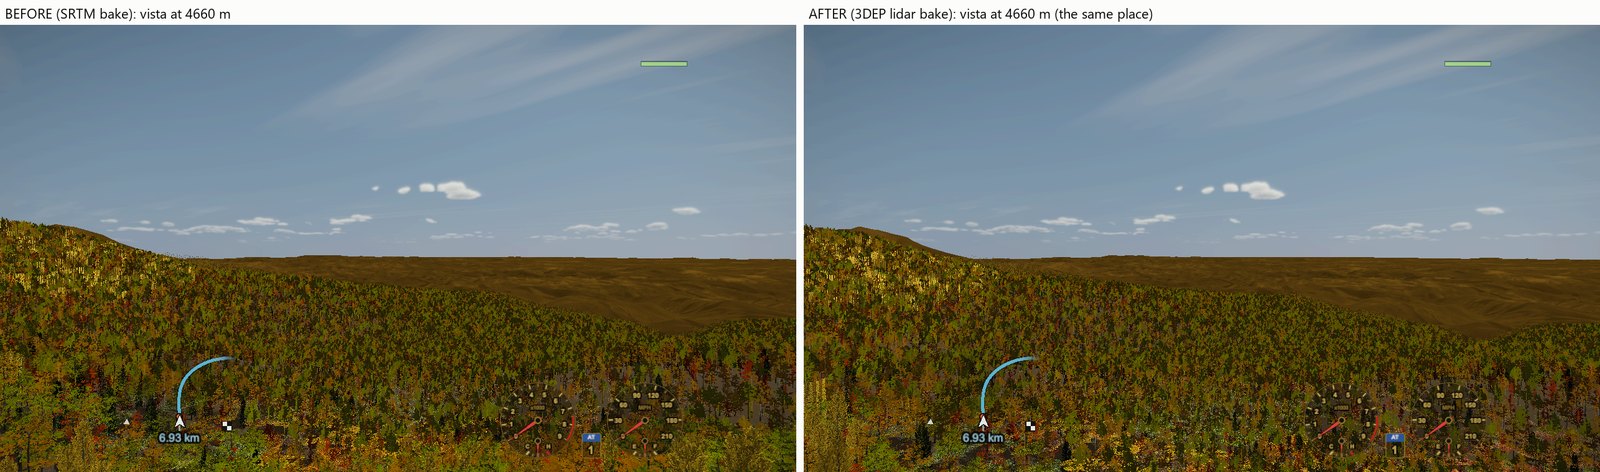 BEFORE (SRTM bake): vista at 4660 m
AFTER (3DEP lidar bake): vista at 4660 m (the same place)
6.93 km
AT
1
6.93 km
AT
1